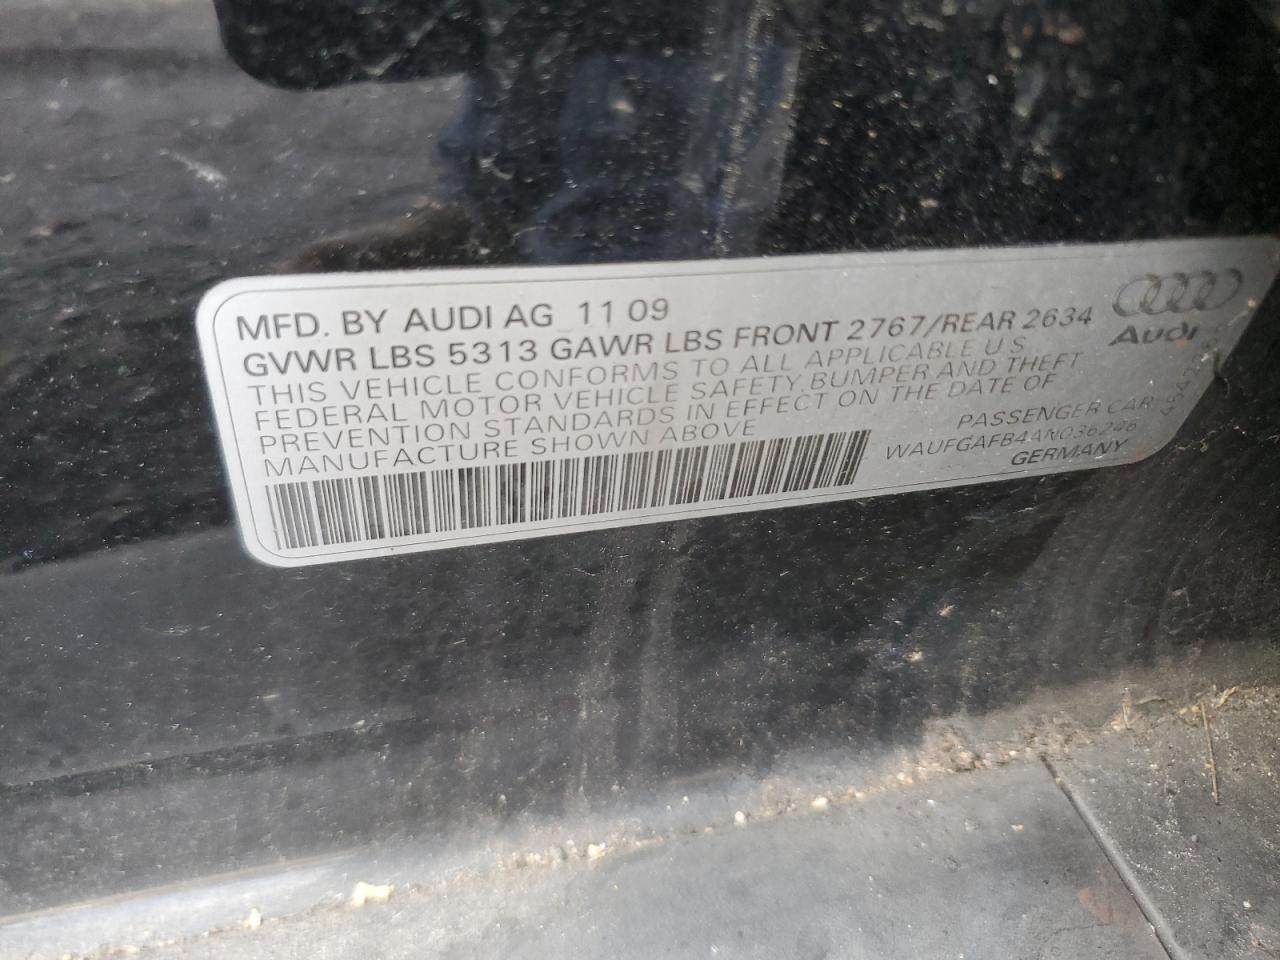 MFD. BY AUDI AG 11 09
GVWR LBS 5313 GAWR LBS FRONT 2767/REAR 2634
THIS VEHICLE CONFORMS TO ALL APPLICABLE U S
FEDERAL MOTOR VEHICLE SAFETY, BUMPER AND THEFT
PREVENTION STANDARDS IN EFFECT ON THE DATE OF
MANUFACTURE SHOWN ABOVE
Audi
PASSENGER CAR
WAUFGAFB4AN036246
GERMANY